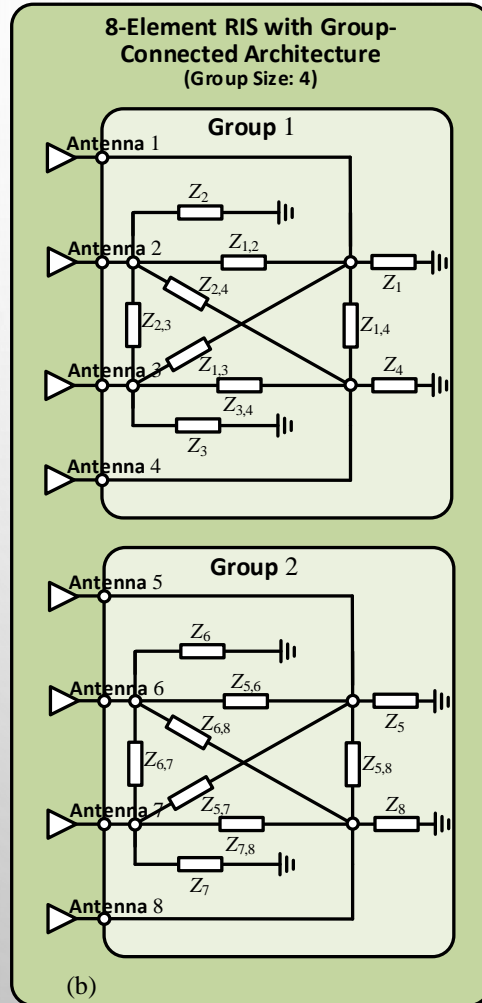 8-Element RIS with Group-
Connected Architecture
(Group Size: 4)
Group 1
Antenna 1
Z2
Antenna 2
Z1,2
Z1
Z2,4
Z2,3
Z1,4
Antenna 3
Z1,3
Z4
Z3,4
Z3
Antenna 4
Group 2
Antenna 5
Z6
Antenna 6
Z5,6
Z5
Z6,8
Z6,7
Z5,8
Antenna 7
Z5,7
Z8
Z7,8
Z7
Antenna 8
(b)